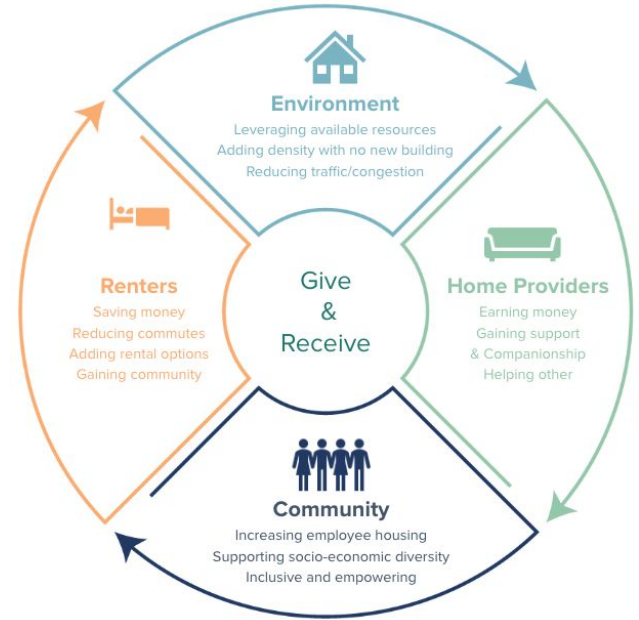 Environment
Leveraging available resources
Adding density with no new building
Reducing traffic/congestion
Give
&
Receive
Renters
Saving money
Reducing commutes
Adding rental options
Gaining community
Home Providers
Earning money
Gaining support
& Companionship
Helping other
Community
Increasing employee housing
Supporting socio-economic diversity
Inclusive and empowering